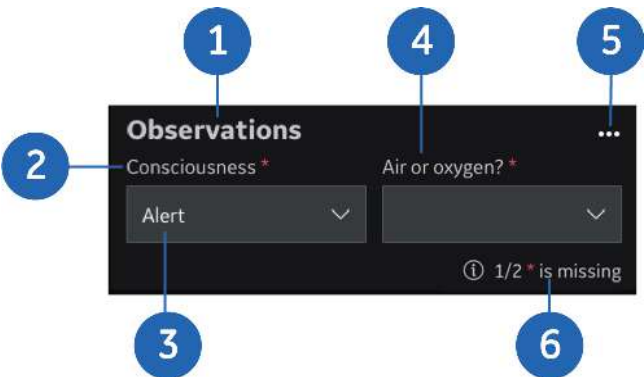 1
4
5
Observations
...
2
Consciousness *
Air or oxygen? *
Alert
ⓘ 1/2 * is missing
3
6